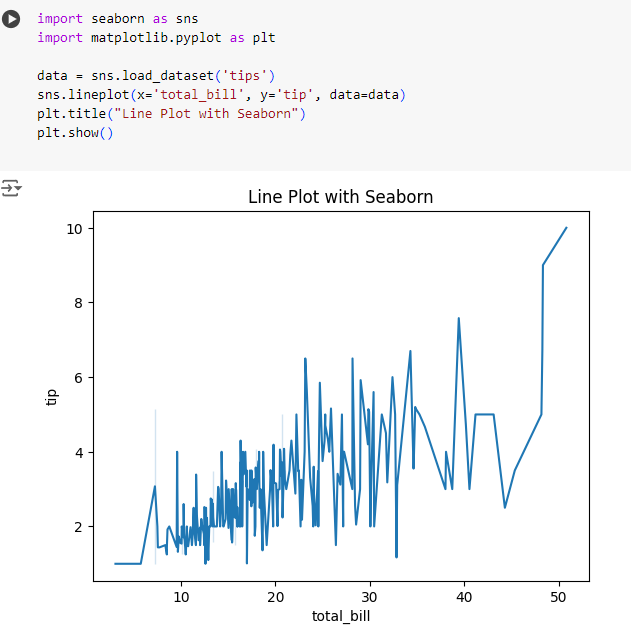 import seaborn as sns
import matplotlib.pyplot as plt
data = sns.load_dataset('tips')
sns.lineplot(x='total_bill', y='tip', data=data)
plt.title("Line Plot with Seaborn")
plt.show()
Line Plot with Seaborn
10
8
6
4
2
tip
10 20 30 40 50
total_bill